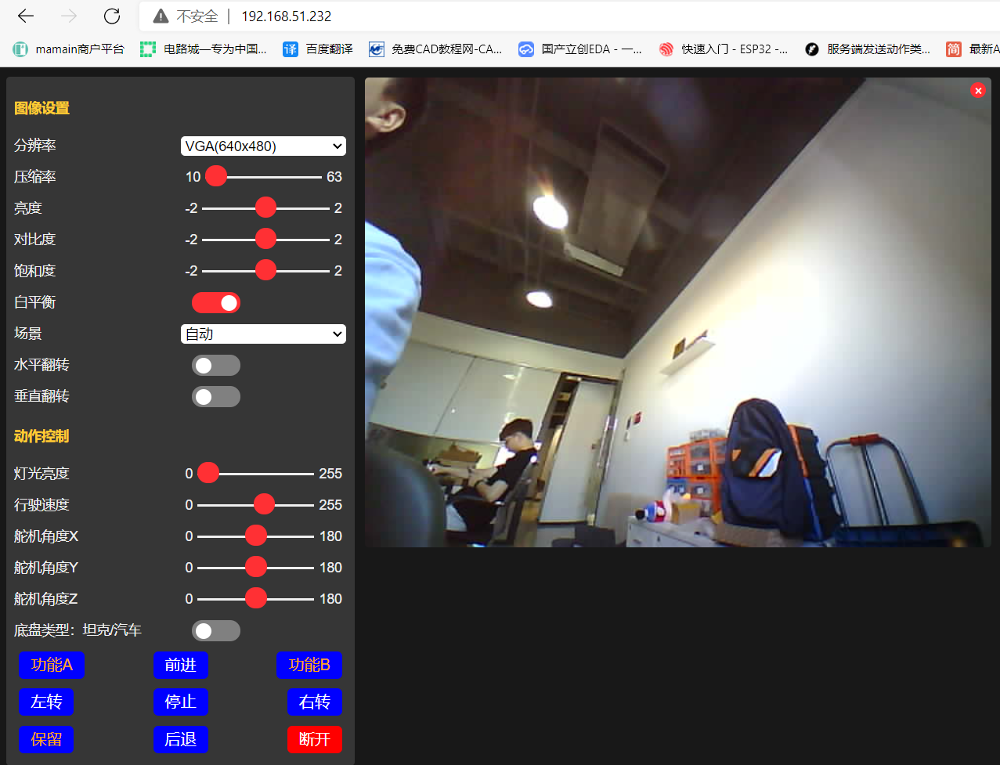 不安全 | 192.168.51.232
mamain商户平台 电路城—专为中国... 译 百度翻译 免费CAD教程网-CA... 国产立创EDA - 一... 快速入门 - ESP32 -... 服务端发送动作类... 简 最新A
图像设置
分辨率 VGA(640x480)
压缩率 10 63
亮度 -2 2
对比度 -2 2
饱和度 -2 2
白平衡
场景 自动
水平翻转
垂直翻转
动作控制
灯光亮度 0 255
行驶速度 0 255
舵机角度X 0 180
舵机角度Y 0 180
舵机角度Z 0 180
底盘类型：坦克/汽车
功能A 前进 功能B
左转 停止 右转
保留 后退 断开